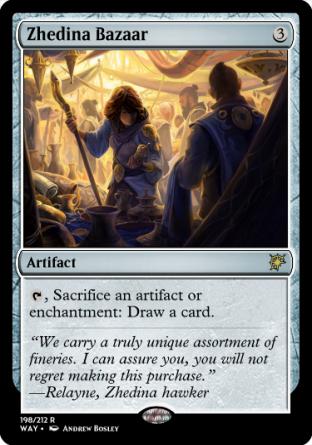 Zhedina Bazaar 3
Artifact
, Sacrifice an artifact or
enchantment: Draw a card.
“We carry a truly unique assortment of
fineries. I can assure you, you will not
regret making this purchase.”
—Relayne, Zhedina hawker
198/212 R
WAY • Andrew Bosley